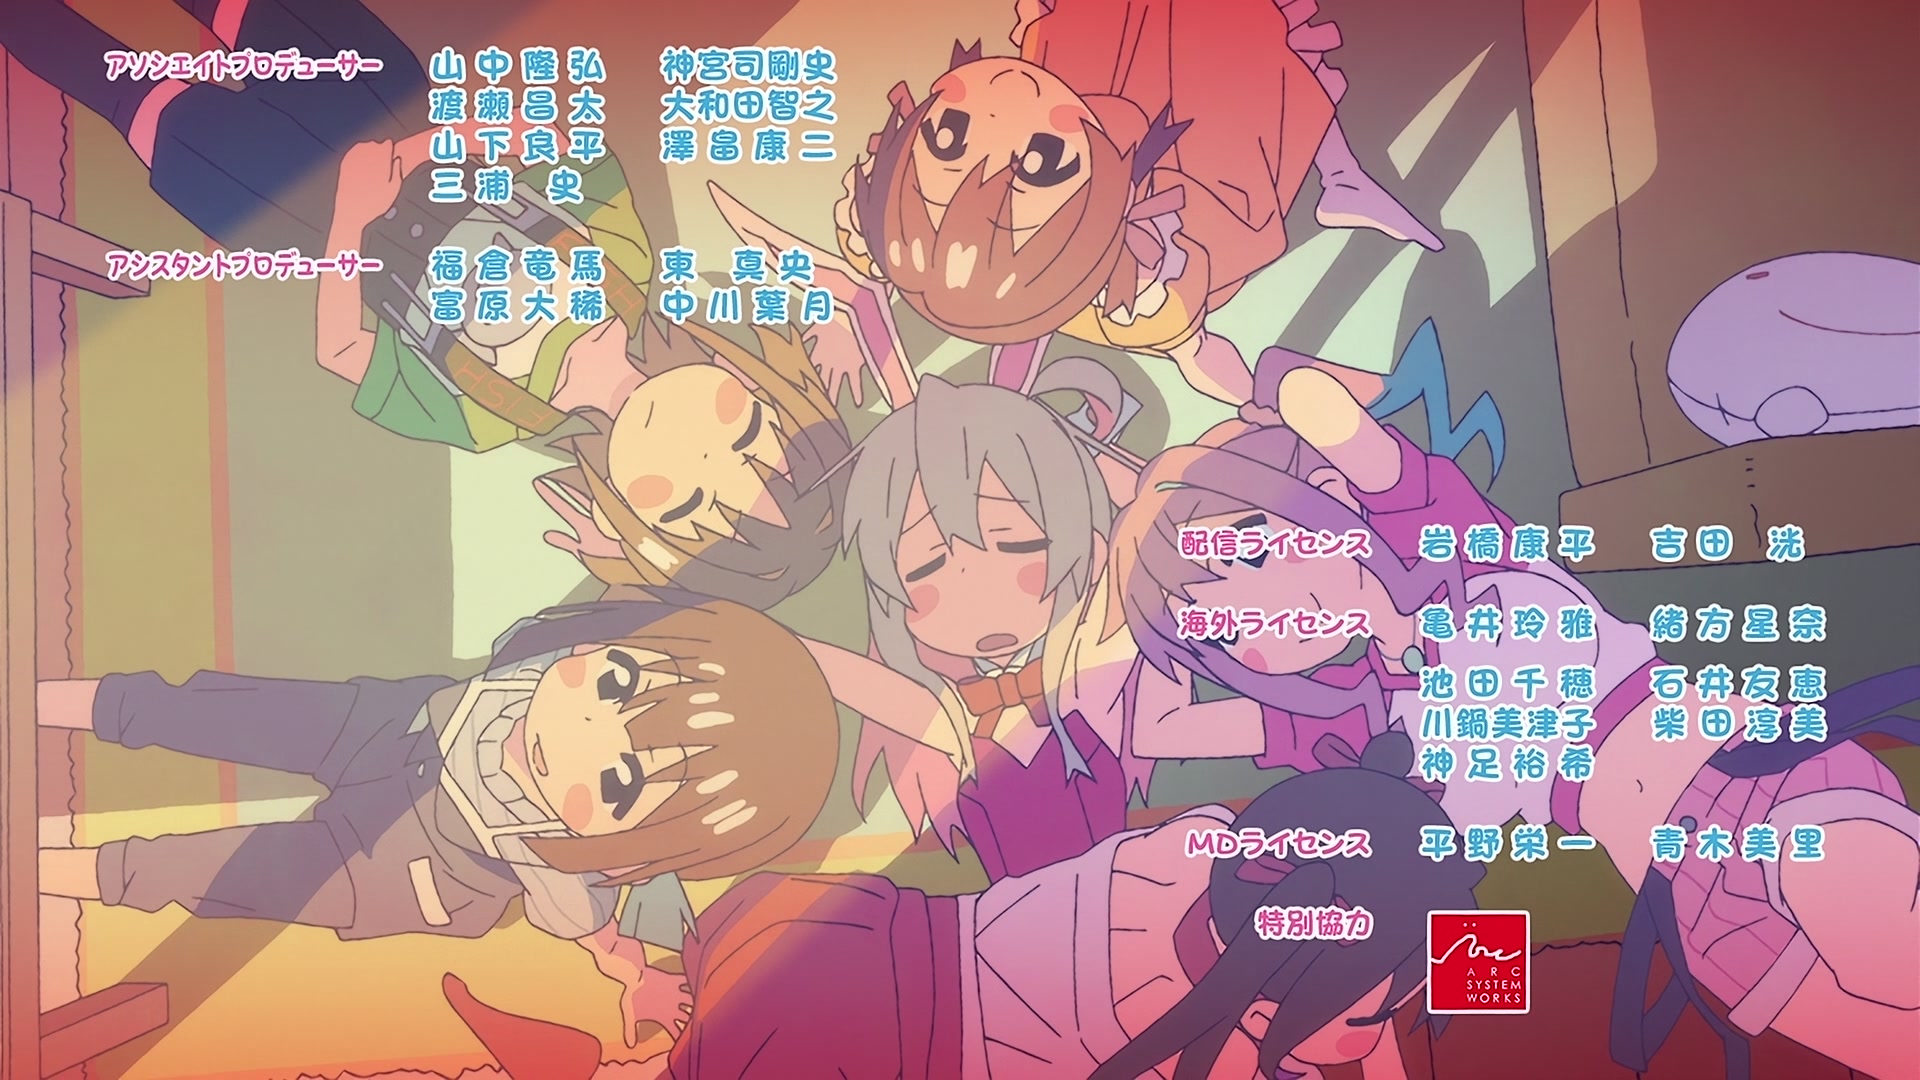 アソシエイトプロデューサー 山中隆弘 神宮司剛史
渡瀬昌太 大和田智之
山下良平 澤畠康二
三浦 史
アシスタントプロデューサー 福倉竜馬 東 真央
富原大稀 中川葉月
FISH
配信ライセンス 岩橋康平 吉田 洸
海外ライセンス 亀井玲雅 緒方星奈
池田千穂 石井友恵
川鍋美津子 柴田淳美
神足裕希
MDライセンス 平野栄一 青木美里
特別協力
ARC
SYSTEM
WORKS